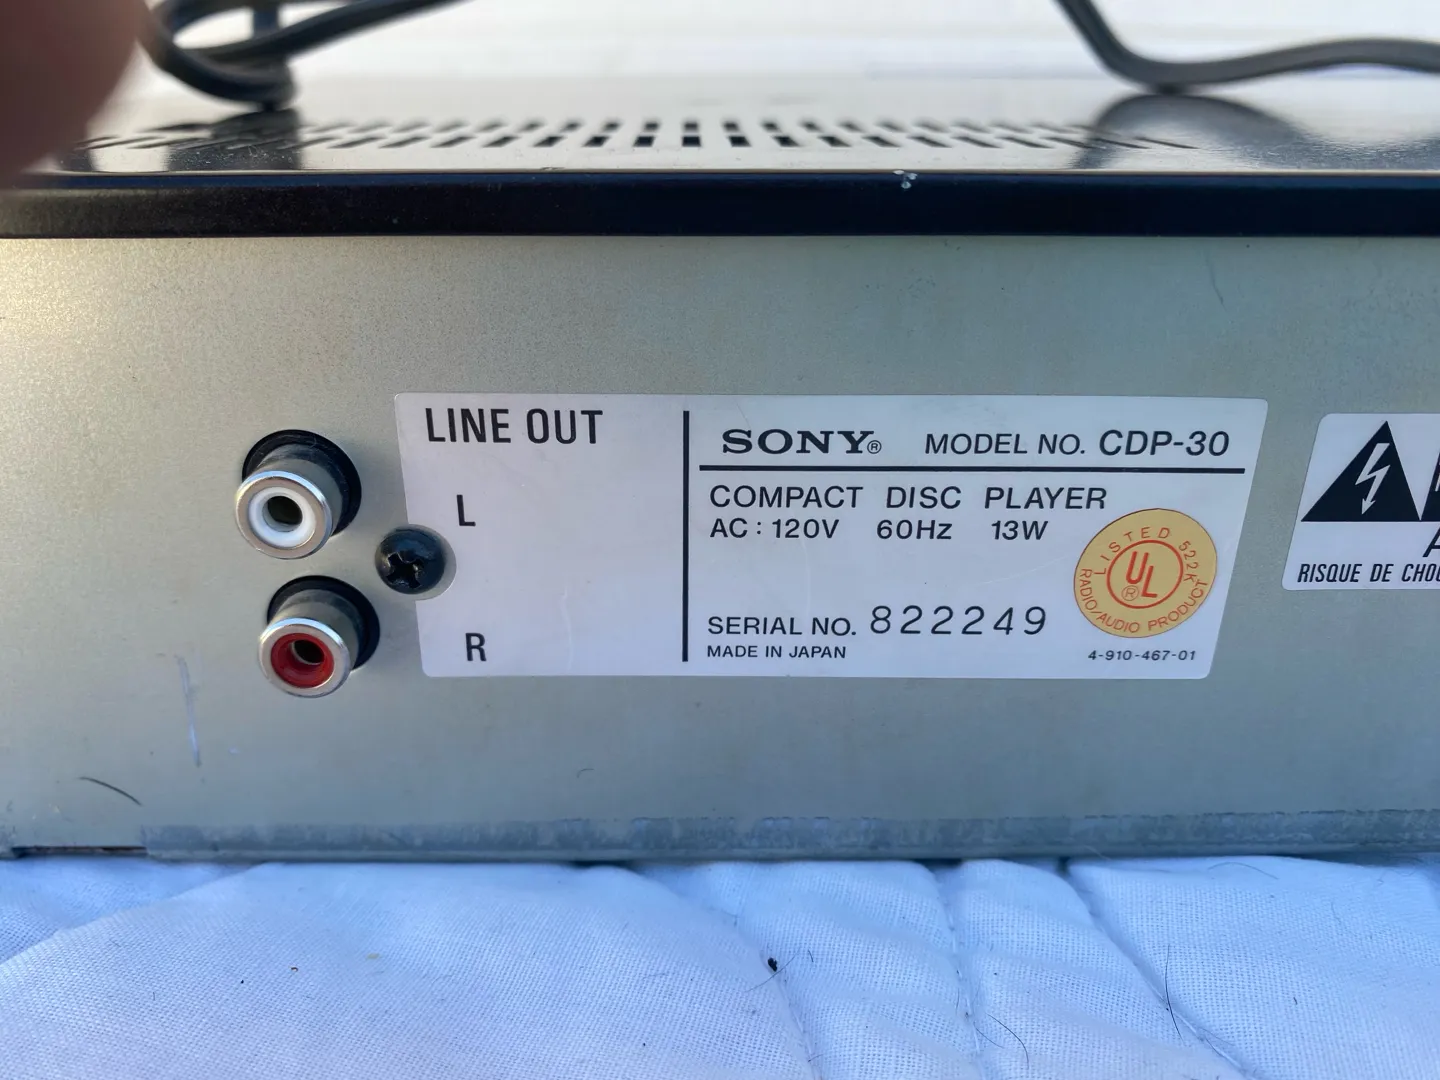 LINE OUT
L
R
SONY® MODEL NO. CDP-30
COMPACT DISC PLAYER
AC: 120V 60Hz 13W
SERIAL NO. 822249
MADE IN JAPAN
LISTED 522K
UL®
RADIO/AUDIO PRODUCT
4-910-467-01
RISQUE DE